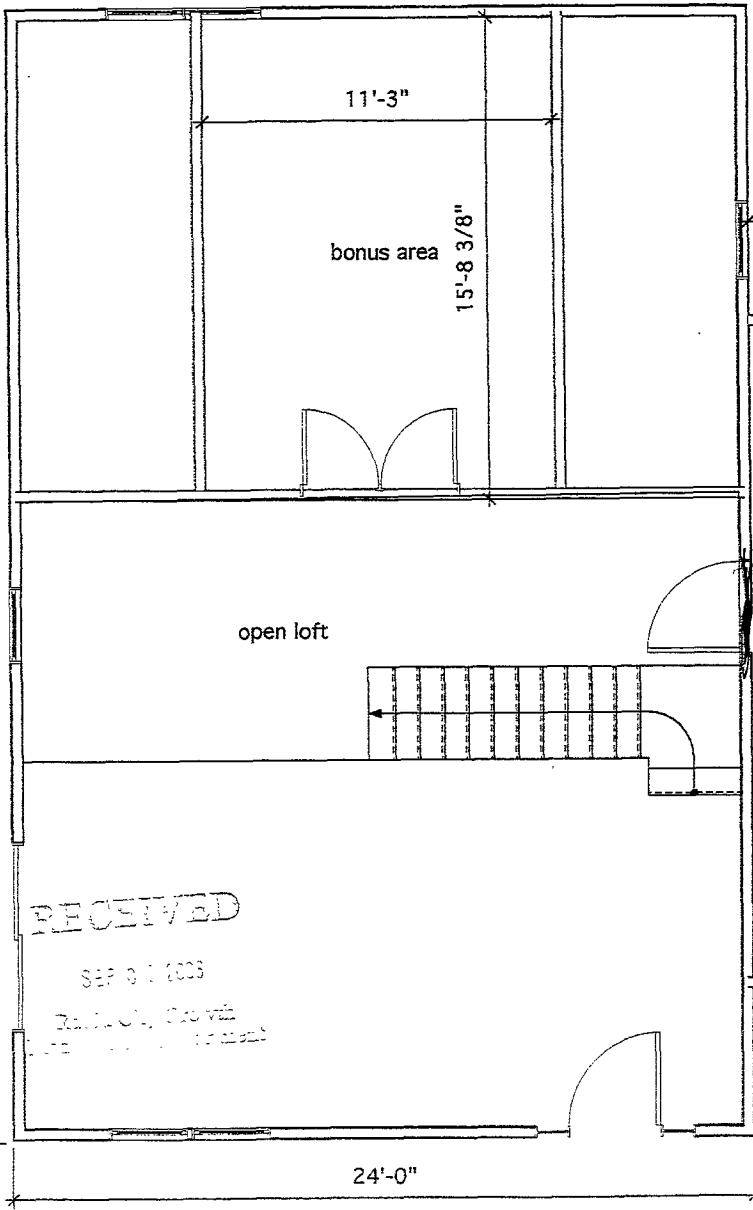 11'-3"
bonus area
15'-8 3/8"
open loft
RECEIVED
24'-0"